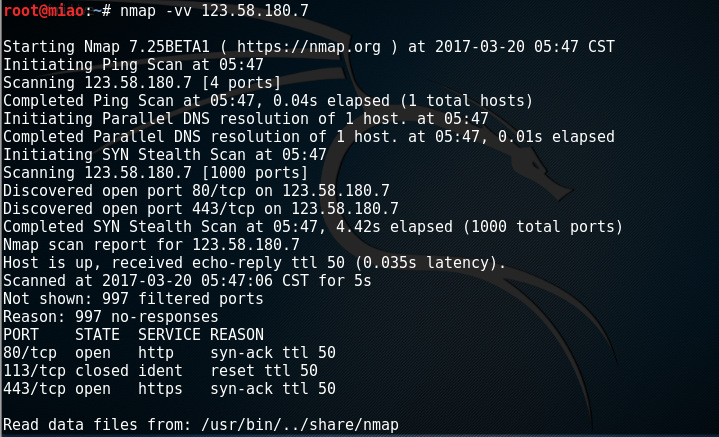 root@miao:~# nmap -vv 123.58.180.7

Starting Nmap 7.25BETA1 ( https://nmap.org ) at 2017-03-20 05:47 CST
Initiating Ping Scan at 05:47
Scanning 123.58.180.7 [4 ports]
Completed Ping Scan at 05:47, 0.04s elapsed (1 total hosts)
Initiating Parallel DNS resolution of 1 host. at 05:47
Completed Parallel DNS resolution of 1 host. at 05:47, 0.01s elapsed
Initiating SYN Stealth Scan at 05:47
Scanning 123.58.180.7 [1000 ports]
Discovered open port 80/tcp on 123.58.180.7
Discovered open port 443/tcp on 123.58.180.7
Completed SYN Stealth Scan at 05:47, 4.42s elapsed (1000 total ports)
Nmap scan report for 123.58.180.7
Host is up, received echo-reply ttl 50 (0.035s latency).
Scanned at 2017-03-20 05:47:06 CST for 5s
Not shown: 997 filtered ports
Reason: 997 no-responses
PORT    STATE  SERVICE REASON
80/tcp  open   http    syn-ack ttl 50
113/tcp closed ident   reset ttl 50
443/tcp open   https   syn-ack ttl 50

Read data files from: /usr/bin/../share/nmap